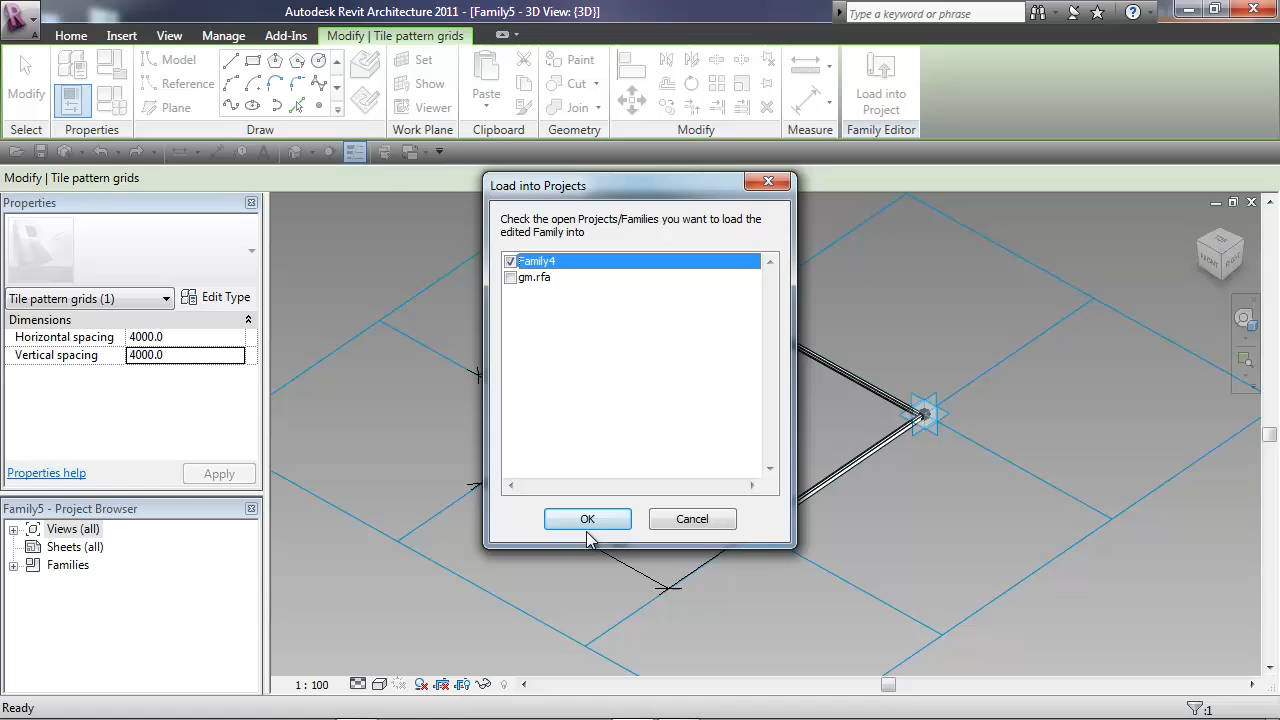 Autodesk Revit Architecture 2011 - [Family5 - 3D View: {3D}]
Type a keyword or phrase
Home Insert View Manage Add-Ins Modify | Tile pattern grids
Model
Reference
Plane
Set
Show
Viewer
Paint
Cut
Join
Modify
Paste
Load into
Project
Select Properties Draw Work Plane Clipboard Geometry Modify Measure Family Editor
Modify | Tile pattern grids
Properties
Tile pattern grids (1) Edit Type
Dimensions
Horizontal spacing 4000.0
Vertical spacing 4000.0
Properties help Apply
Family5 - Project Browser
Views (all)
Sheets (all)
Families
Load into Projects
Check the open Projects/Families you want to load the
edited Family into
Family4
gm.rfa
OK Cancel
FRONT RIGHT
1 : 100
Ready :1